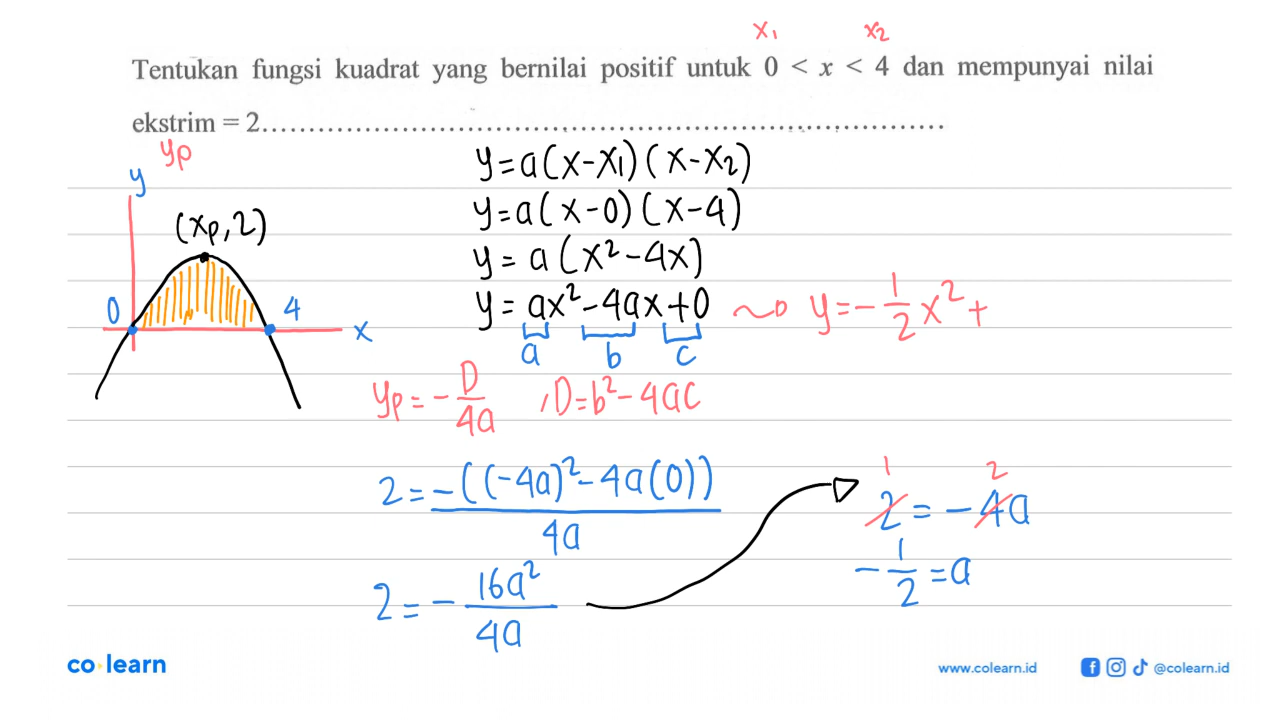 x₁ x₂
Tentukan fungsi kuadrat yang bernilai positif untuk 0 < x < 4 dan mempunyai nilai
ekstrim = 2........................................................................
yp
y
(xp, 2)
0
4
x
y=a(x-x₁)(x-x₂)
y=a(x-0)(x-4)
y = a(x²-4x)
y = ax²-4ax+0 ~> y=-1/2x²+
a b c
yp=-D/4a , D=b²-4ac
2=-((-4a)²-4a(0))/4a
2=-16a²/4a
1 2
2=-4a
-1/2=a
co learn
www.colearn.id
@colearn.id